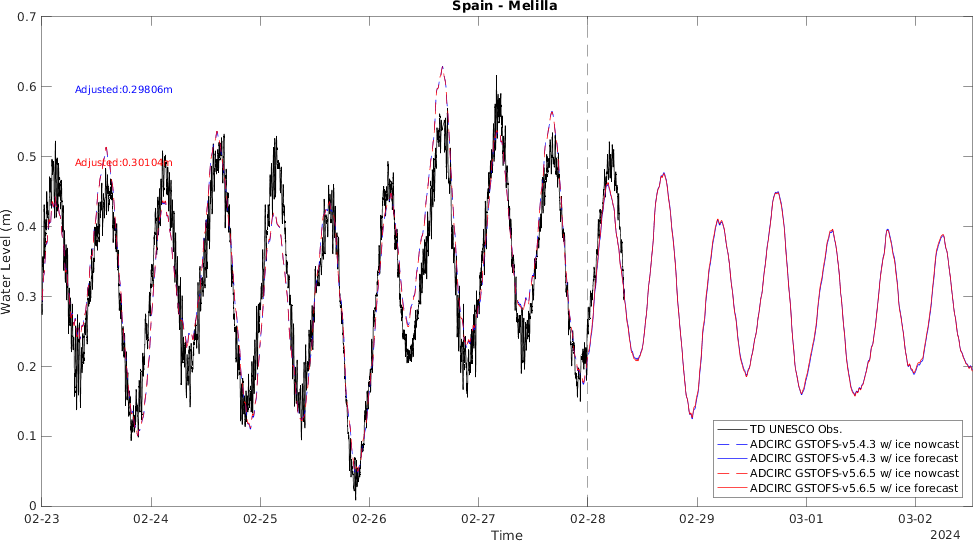 Spain - Melilla
0.7
0.6
0.5
0.4
0.3
0.2
0.1
0
Water Level (m)
Adjusted:0.29806m
Adjusted:0.30104m
TD UNESCO Obs.
ADCIRC GSTOFS-v5.4.3 w/ ice nowcast
ADCIRC GSTOFS-v5.4.3 w/ ice forecast
ADCIRC GSTOFS-v5.6.5 w/ ice nowcast
ADCIRC GSTOFS-v5.6.5 w/ ice forecast
02-23 02-24 02-25 02-26 02-27 02-28 02-29 03-01 03-02
Time
2024